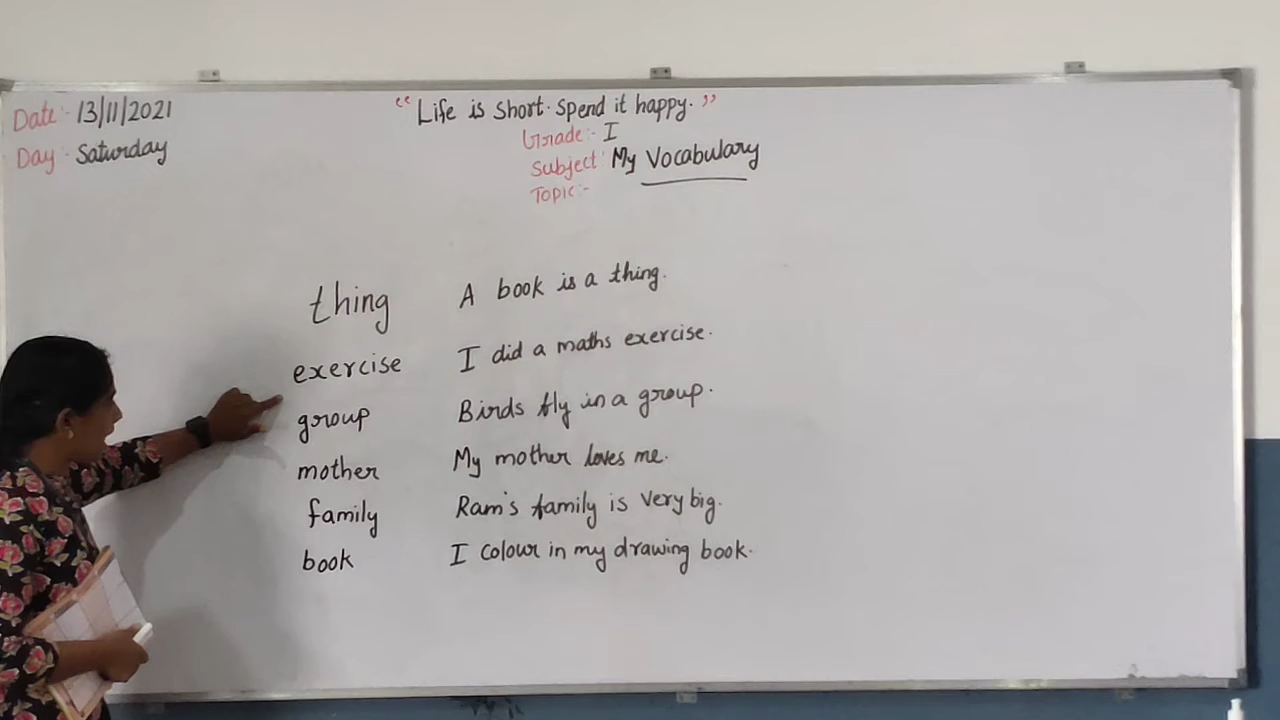 Date :- 13/11/2021
Day :- Saturday
"Life is short. Spend it happy."
Grade :- I
Subject :- My Vocabulary
Topic :-
thing A book is a thing.
exercise I did a maths exercise.
group Birds fly in a group.
mother My mother loves me.
family Ram's family is very big.
book I colour in my drawing book.